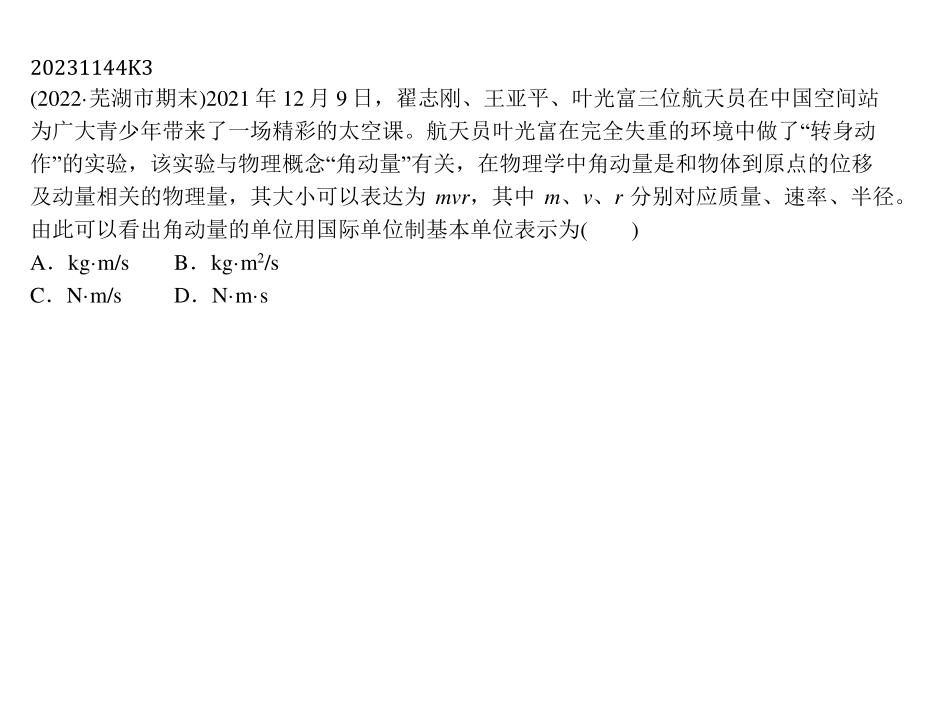 20231144K3
(2022·芜湖市期末)2021 年 12 月 9 日，翟志刚、王亚平、叶光富三位航天员在中国空间站
为广大青少年带来了一场精彩的太空课。航天员叶光富在完全失重的环境中做了“转身动
作”的实验，该实验与物理概念“角动量”有关，在物理学中角动量是和物体到原点的位移
及动量相关的物理量，其大小可以表达为 mvr，其中 m、v、r 分别对应质量、速率、半径。
由此可以看出角动量的单位用国际单位制基本单位表示为(　　)
A．kg·m/s　　B．kg·m²/s
C．N·m/s　　D．N·m·s